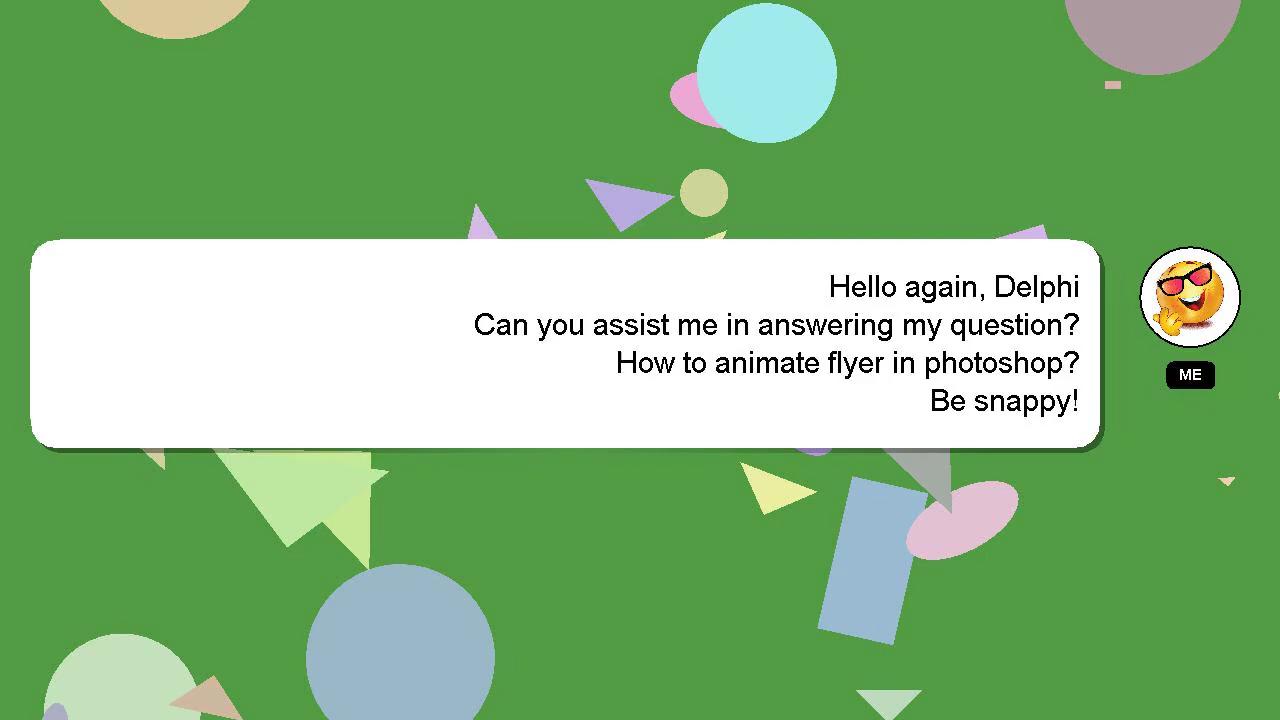 Hello again, Delphi
Can you assist me in answering my question?
How to animate flyer in photoshop?
Be snappy!
ME